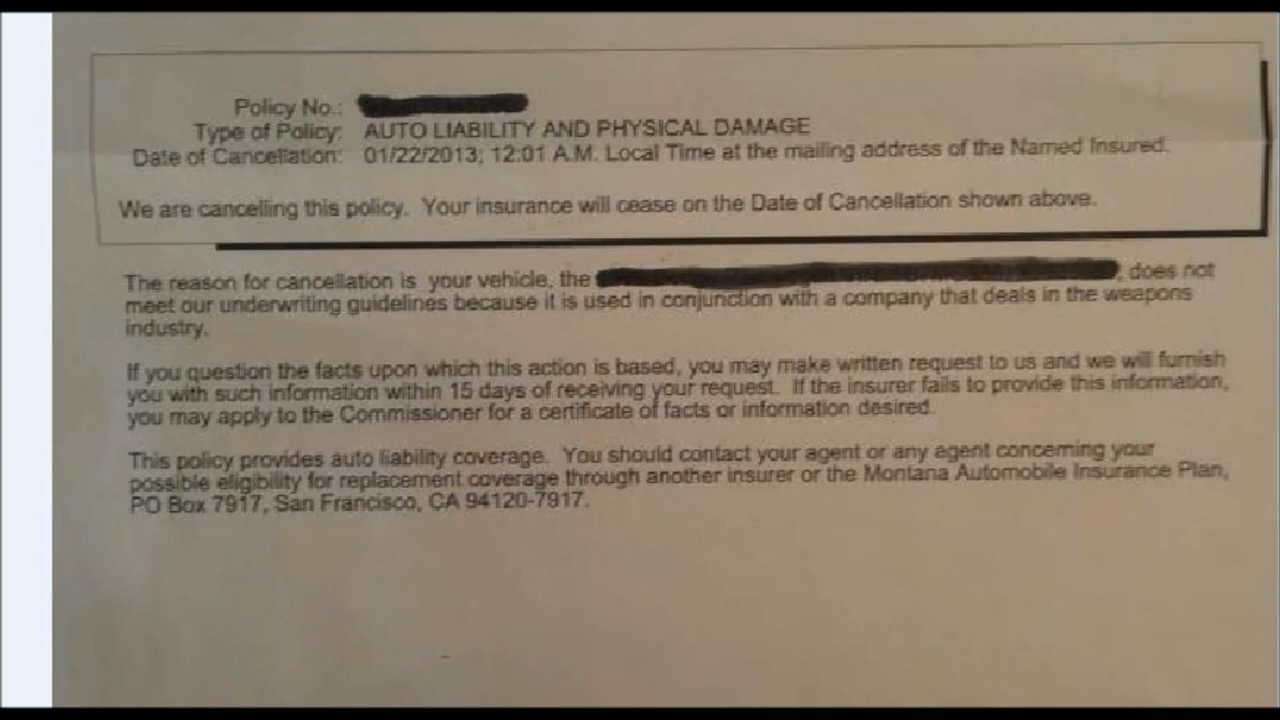 Policy No.:
Type of Policy: AUTO LIABILITY AND PHYSICAL DAMAGE
Date of Cancellation: 01/22/2013; 12:01 A.M. Local Time at the mailing address of the Named Insured.
We are cancelling this policy. Your insurance will cease on the Date of Cancellation shown above.
The reason for cancellation is your vehicle, the does not
meet our underwriting guidelines because it is used in conjunction with a company that deals in the weapons
industry.
If you question the facts upon which this action is based, you may make written request to us and we will furnish
you with such information within 15 days of receiving your request. If the insurer fails to provide this information,
you may apply to the Commissioner for a certificate of facts or information desired.
This policy provides auto liability coverage. You should contact your agent or any agent concerning your
possible eligibility for replacement coverage through another insurer or the Montana Automobile Insurance Plan,
PO Box 7917, San Francisco, CA 94120-7917.